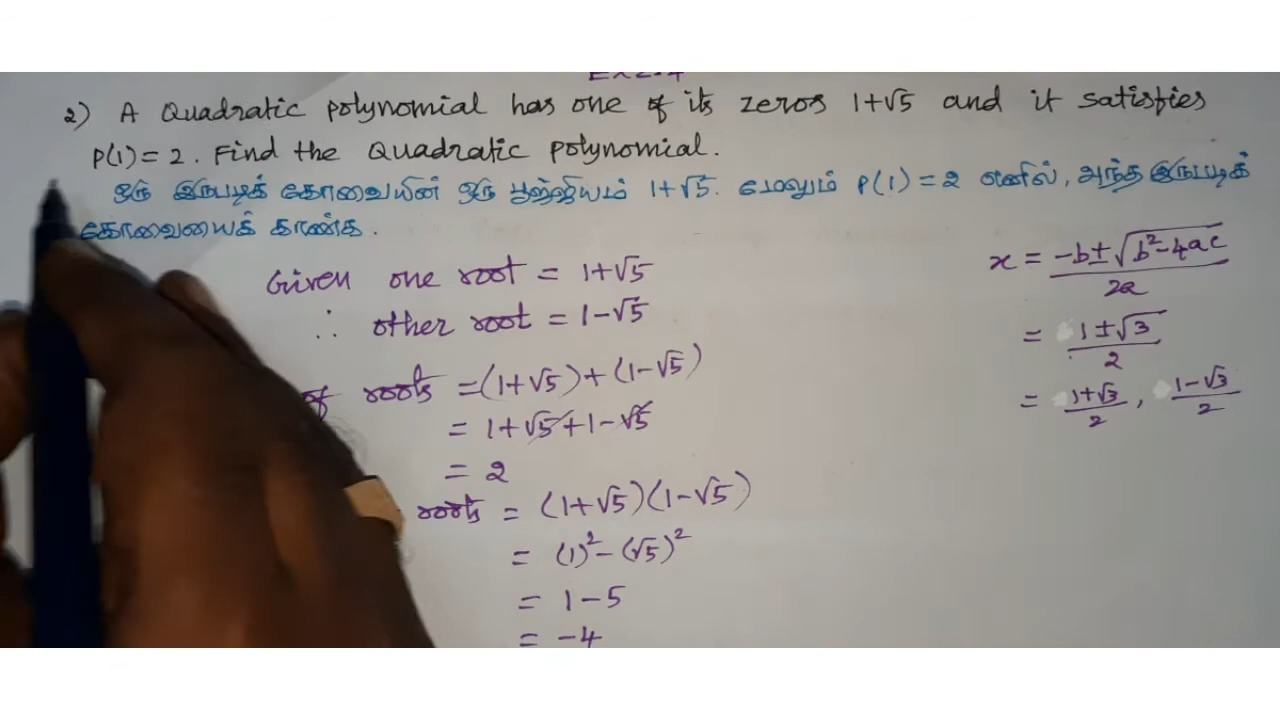 2) A Quadratic polynomial has one of its zeros 1+√5 and it satisfies
P(1) = 2. Find the Quadratic polynomial.
ஒரு இருபடிக் கோவையின் ஒரு பூஜ்ஜியம் 1+√5. மேலும் P(1) = 2 எனில், அந்த இருபடிக்
கோவையைக் காண்க.
Given one root = 1+√5
∴ other root = 1-√5
of roots = (1+√5) + (1-√5)
= 1+√5+1-√5
= 2
roots = (1+√5)(1-√5)
= (1)² - (√5)²
= 1-5
= -4
x = (-b±√(b²-4ac))/2a
= (1±√3)/2
= (1+√3)/2, (1-√3)/2